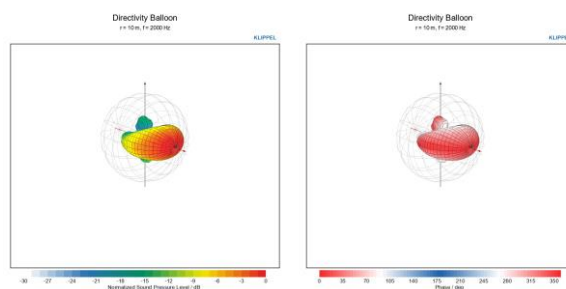 Directivity Balloon
r = 10 m, f = 2000 Hz
KLIPPEL
-30 -27 -24 -21 -18 -15 -12 -9 -6 -3 0
Normalized Sound Pressure Level / dB
Directivity Balloon
r = 10 m, f = 2000 Hz
KLIPPEL
0 35 70 105 140 175 210 245 280 315 350
Phase / deg